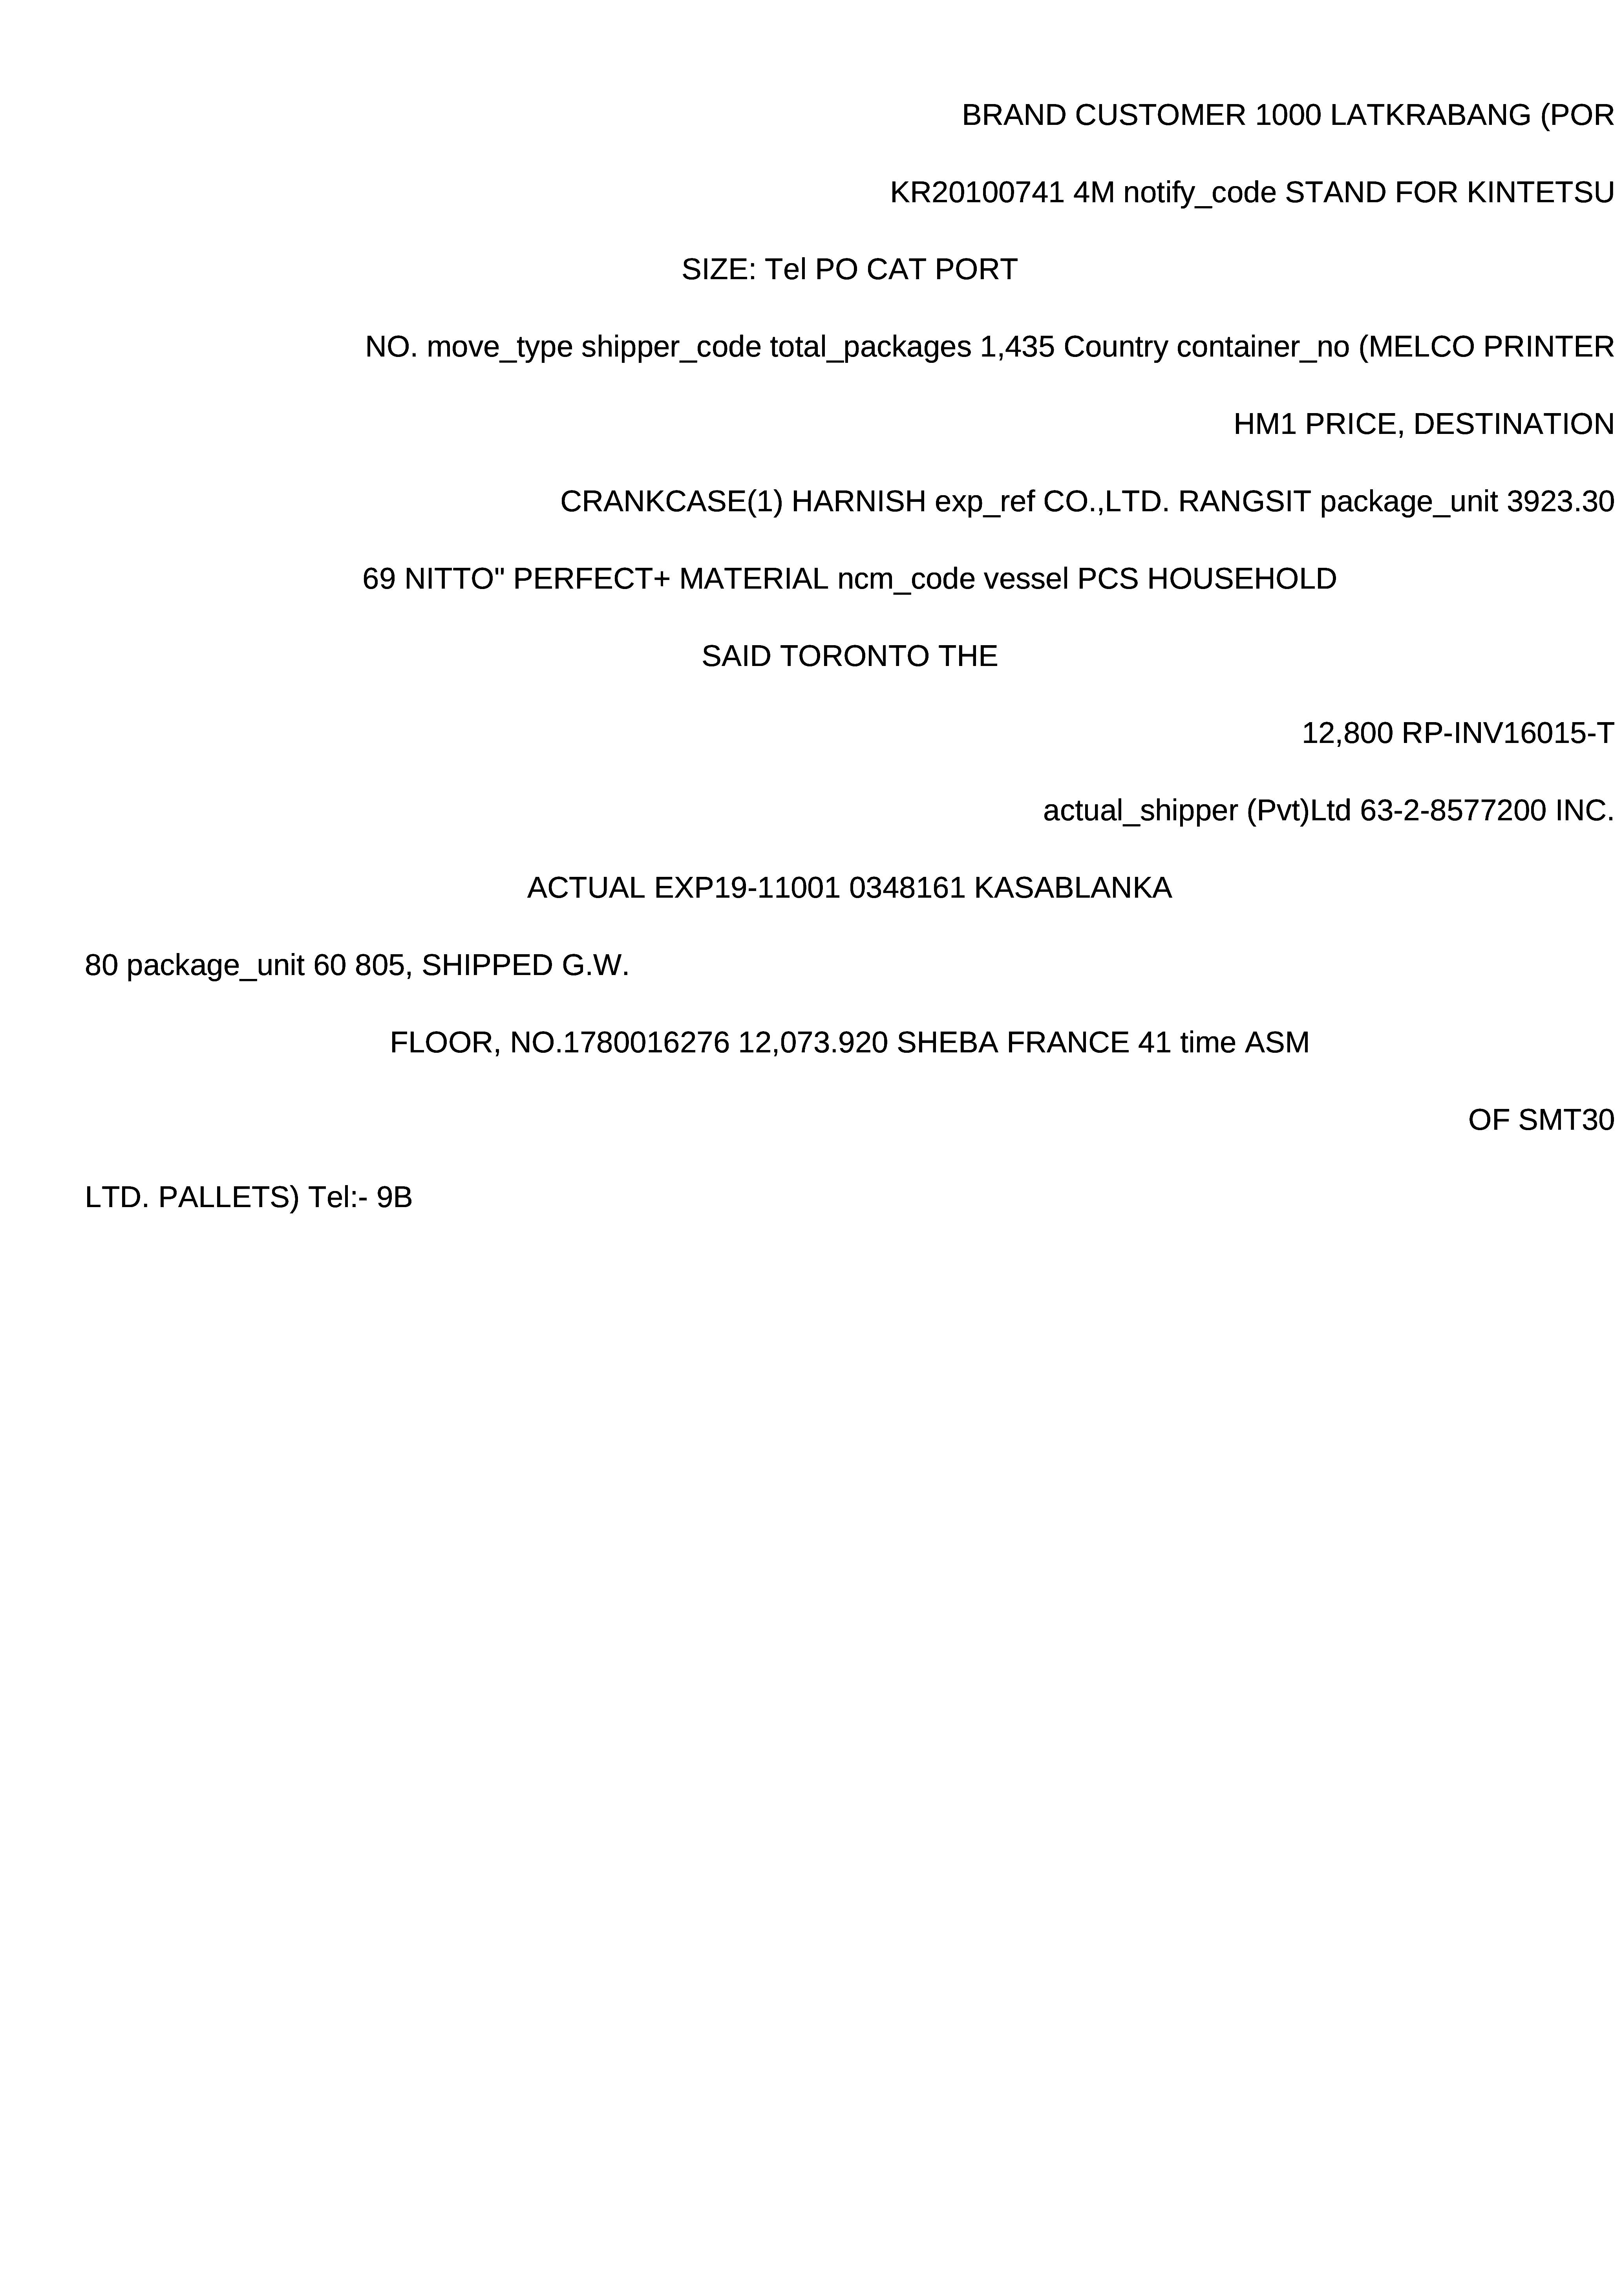 BRAND CUSTOMER 1000 LATKRABANG (POR
KR20100741 4M notify_code STAND FOR KINTETSU
SIZE: Tel PO CAT PORT
NO. move_type shipper_code total_packages 1,435 Country container_no (MELCO PRINTER
HM1 PRICE, DESTINATION
CRANKCASE(1) HARNISH exp_ref CO.,LTD. RANGSIT package_unit 3923.30
69 NITTO" PERFECT+ MATERIAL ncm_code vessel PCS HOUSEHOLD
SAID TORONTO THE
12,800 RP-INV16015-T
actual_shipper (Pvt)Ltd 63-2-8577200 INC.
ACTUAL EXP19-11001 0348161 KASABLANKA
80 package_unit 60 805, SHIPPED G.W.
FLOOR, NO.1780016276 12,073.920 SHEBA FRANCE 41 time ASM
OF SMT30
LTD. PALLETS) Tel:- 9B